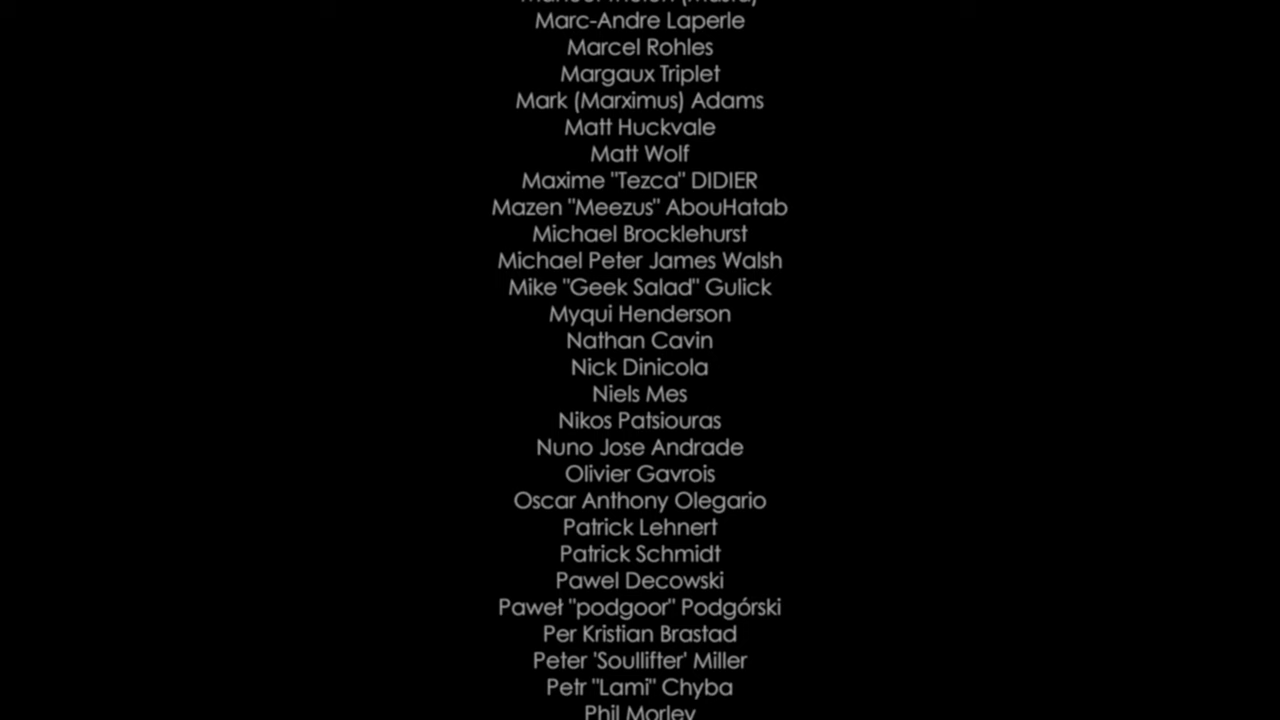 Marc-Andre Laperle
Marcel Rohles
Margaux Triplet
Mark (Marximus) Adams
Matt Huckvale
Matt Wolf
Maxime "Tezca" DIDIER
Mazen "Meezus" AbouHatab
Michael Brocklehurst
Michael Peter James Walsh
Mike "Geek Salad" Gulick
Myqui Henderson
Nathan Cavin
Nick Dinicola
Niels Mes
Nikos Patsiouras
Nuno Jose Andrade
Olivier Gavrois
Oscar Anthony Olegario
Patrick Lehnert
Patrick Schmidt
Pawel Decowski
Paweł "podgoor" Podgórski
Per Kristian Brastad
Peter 'Soullifter' Miller
Petr "Lami" Chyba
Phil Morley